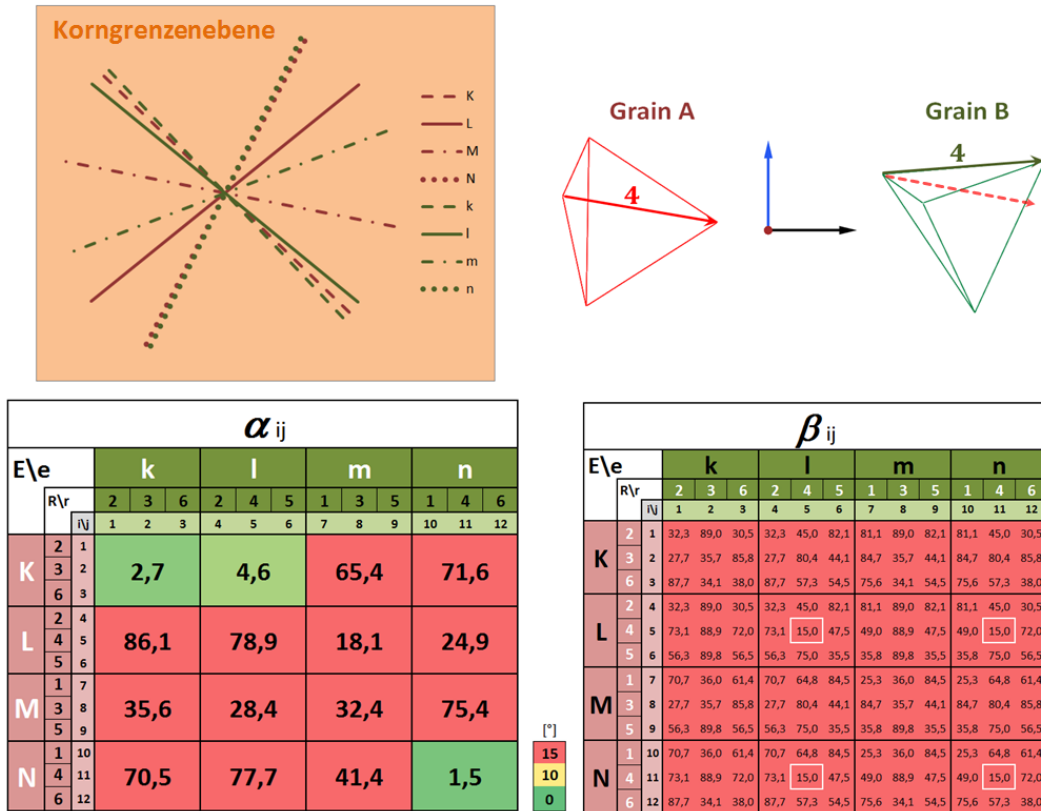 Korngrenzenebene
K
L
M
N
k
l
m
n
Grain A
4
Grain B
4
α ij
E\e k l m n
R\r 2 3 6 2 4 5 1 3 5 1 4 6
i\j 1 2 3 4 5 6 7 8 9 10 11 12
2 1
K 3 2 2,7 4,6 65,4 71,6
6 3
2 4
L 4 5 86,1 78,9 18,1 24,9
5 6
1 7
M 3 8 35,6 28,4 32,4 75,4
5 9
1 10
N 4 11 70,5 77,7 41,4 1,5
6 12
[°]
15
10
0
β ij
E\e k l m n
R\r 2 3 6 2 4 5 1 3 5 1 4 6
i\j 1 2 3 4 5 6 7 8 9 10 11 12
2 1 32,3 89,0 30,5 32,3 45,0 82,1 81,1 89,0 82,1 81,1 45,0 30,5
K 3 2 27,7 35,7 85,8 27,7 80,4 44,1 84,7 35,7 44,1 84,7 80,4 85,8
6 3 87,7 34,1 38,0 87,7 57,3 54,5 75,6 34,1 54,5 75,6 57,3 38,0
2 4 32,3 89,0 30,5 32,3 45,0 82,1 81,1 89,0 82,1 81,1 45,0 30,5
L 4 5 73,1 88,9 72,0 73,1 15,0 47,5 49,0 88,9 47,5 49,0 15,0 72,0
5 6 56,3 89,8 56,5 56,3 75,0 35,5 35,8 89,8 35,5 35,8 75,0 56,5
1 7 70,7 36,0 61,4 70,7 64,8 84,5 25,3 36,0 84,5 25,3 64,8 61,4
M 3 8 27,7 35,7 85,8 27,7 80,4 44,1 84,7 35,7 44,1 84,7 80,4 85,8
5 9 56,3 89,8 56,5 56,3 75,0 35,5 35,8 89,8 35,5 35,8 75,0 56,5
1 10 70,7 36,0 61,4 70,7 64,8 84,5 25,3 36,0 84,5 25,3 64,8 61,4
N 4 11 73,1 88,9 72,0 73,1 15,0 47,5 49,0 88,9 47,5 49,0 15,0 72,0
6 12 87,7 34,1 38,0 87,7 57,3 54,5 75,6 34,1 54,5 75,6 57,3 38,0